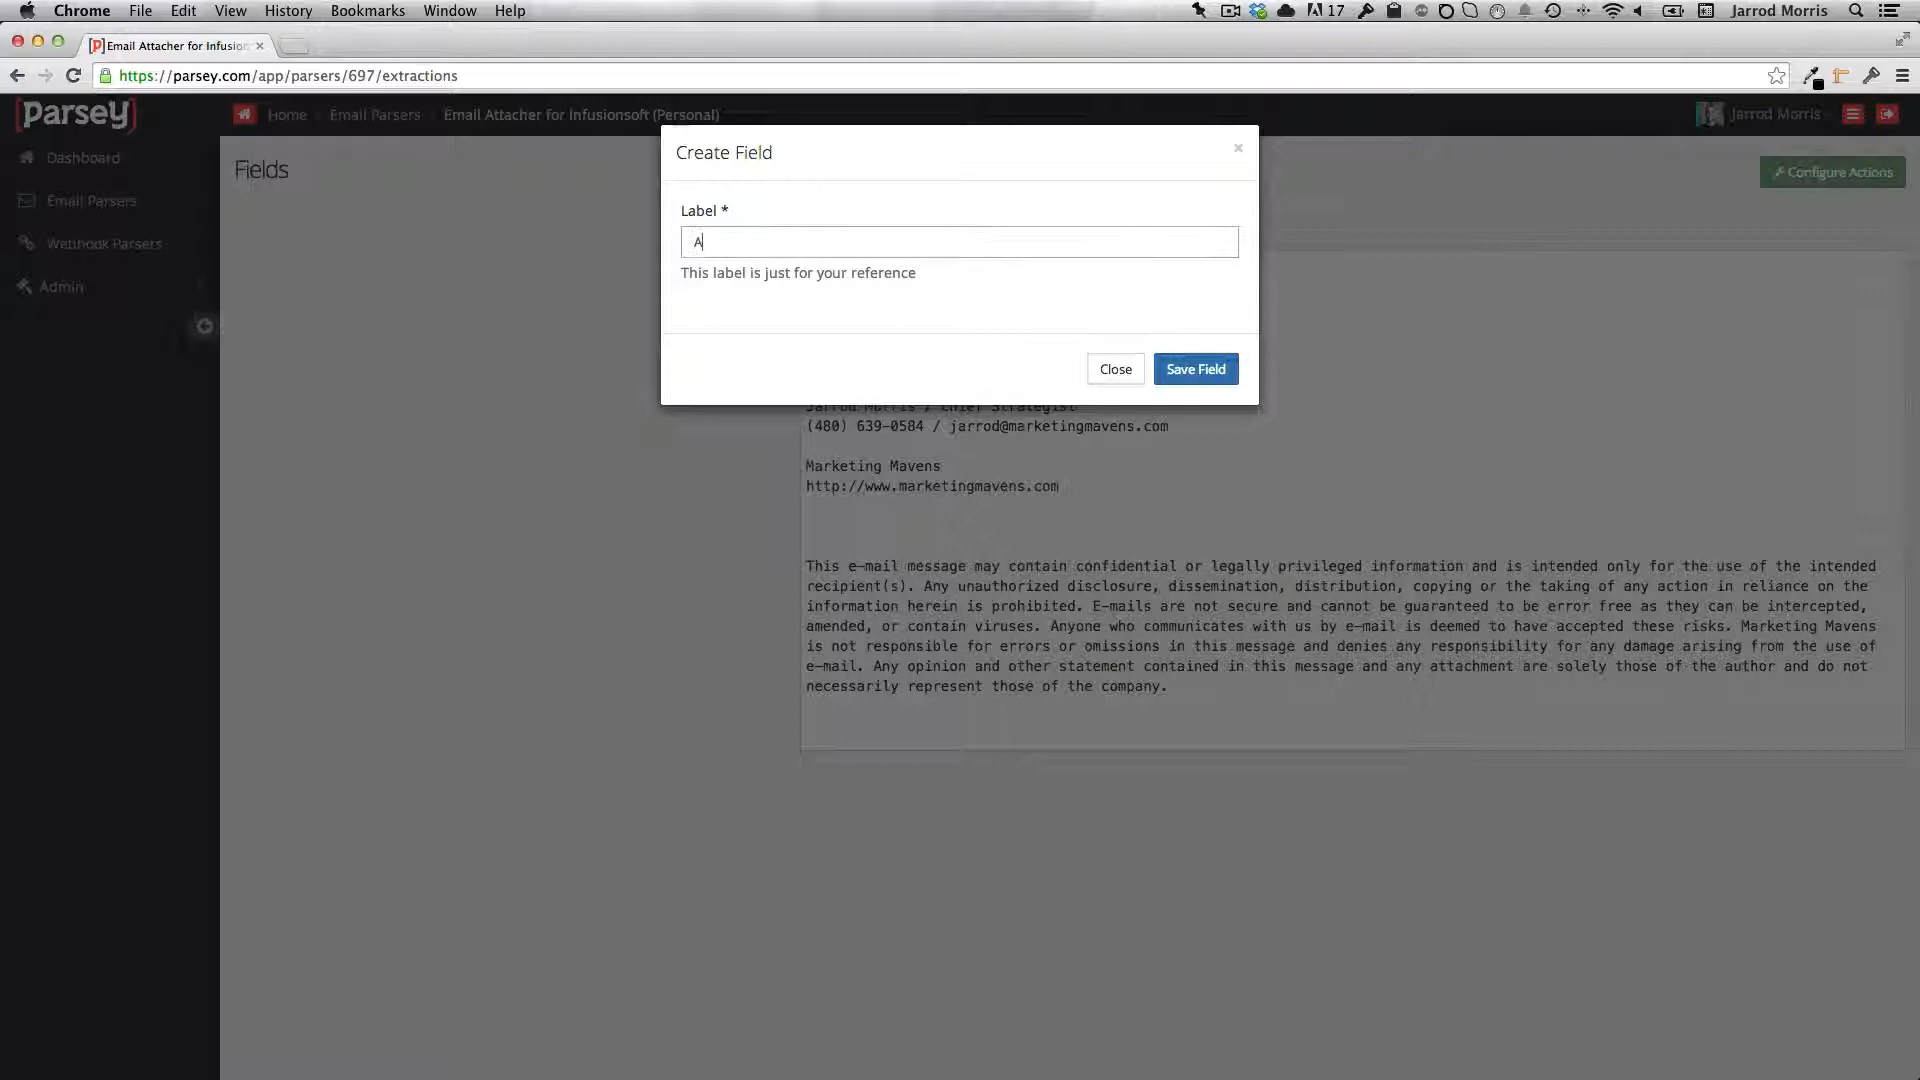 Chrome File Edit View History Bookmarks Window Help 17 Jarrod Morris
[P] Email Attacher for Infusion
https://parsey.com/app/parsers/697/extractions
[parsey] Home Email Parsers Email Attacher for Infusionsoft (Personal) Jarrod Morris
Dashboard
Email Parsers
Webhook Parsers
Admin
Fields
Configure Actions
Create Field ×
Label *
A
This label is just for your reference
Close Save Field
Jarrod Morris / Chief Strategist
(480) 639-0584 / jarrod@marketingmavens.com
Marketing Mavens
http://www.marketingmavens.com
This e-mail message may contain confidential or legally privileged information and is intended only for the use of the intended
recipient(s). Any unauthorized disclosure, dissemination, distribution, copying or the taking of any action in reliance on the
information herein is prohibited. E-mails are not secure and cannot be guaranteed to be error free as they can be intercepted,
amended, or contain viruses. Anyone who communicates with us by e-mail is deemed to have accepted these risks. Marketing Mavens
is not responsible for errors or omissions in this message and denies any responsibility for any damage arising from the use of
e-mail. Any opinion and other statement contained in this message and any attachment are solely those of the author and do not
necessarily represent those of the company.